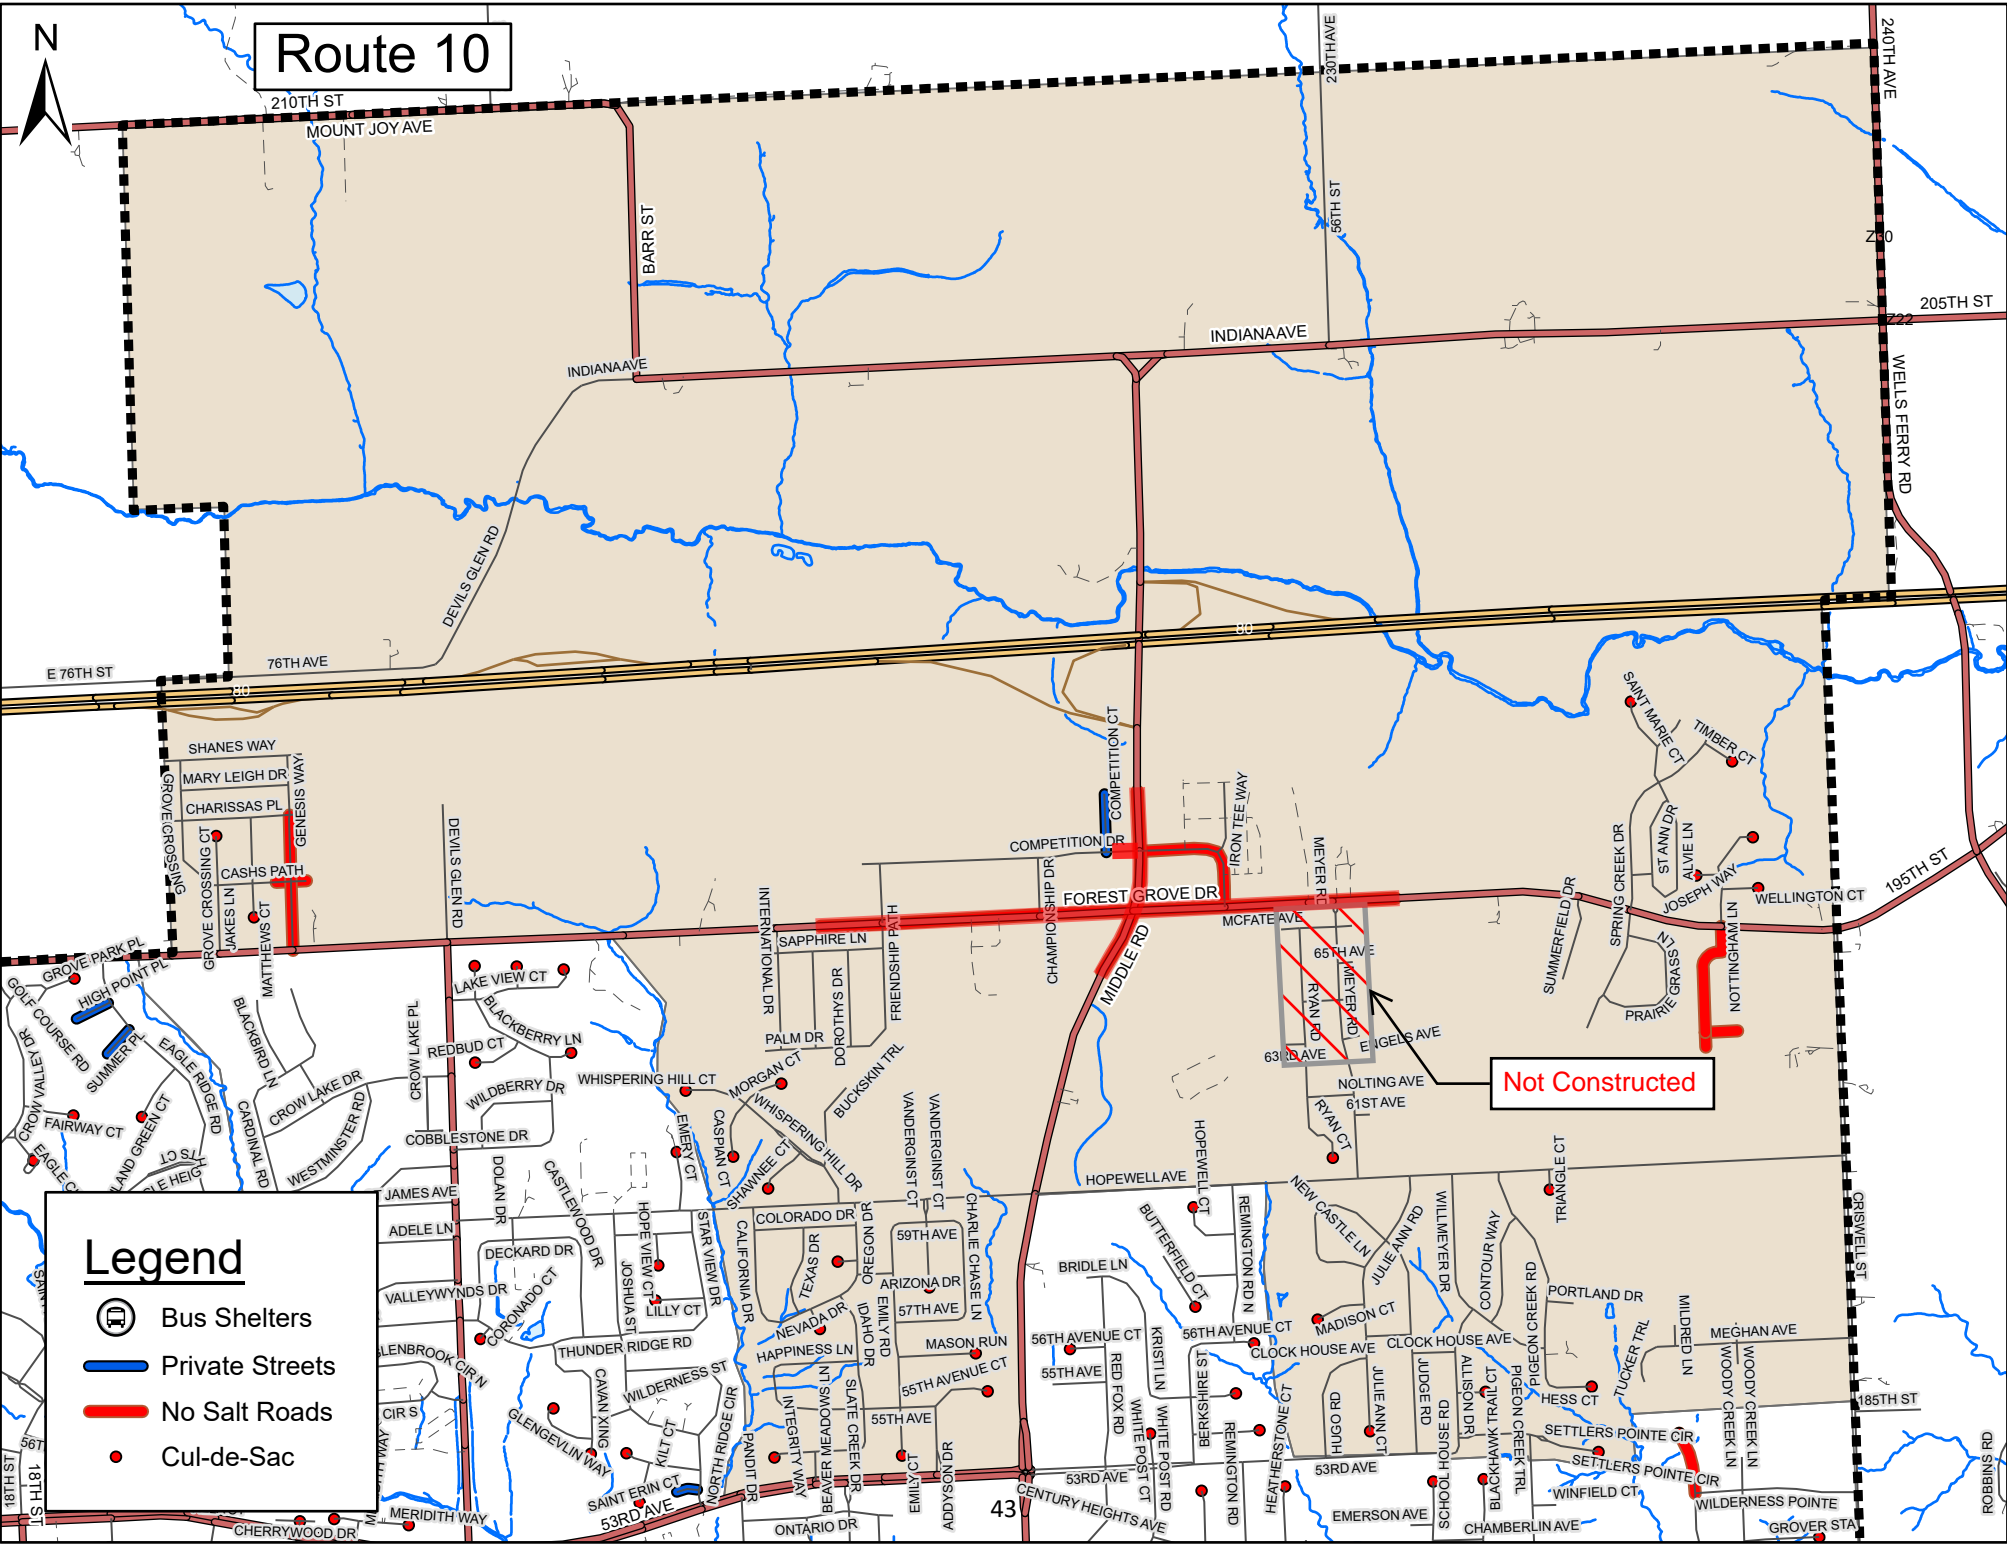 N
Route 10
210TH ST
MOUNT JOY AVE
230TH AVE
240TH AVE
BARR ST
56TH ST
Z30
205TH ST
Z22
INDIANA AVE
INDIANA AVE
WELLS FERRY RD
DEVILS GLEN RD
E 76TH ST
76TH AVE
80
80
SHANES WAY
MARY LEIGH DR
CHARISSAS PL
GENESIS WAY
GROVE CROSSING
GROVE CROSSING CT
CASHS PATH
JAKES LN
MATTHEWS CT
DEVILS GLEN RD
COMPETITION CT
COMPETITION DR
IRON TEE WAY
CHAMPIONSHIP DR
FOREST GROVE DR
INTERNATIONAL DR
SAPPHIRE LN
FRIENDSHIP PATH
DOROTHYS DR
PALM DR
MIDDLE RD
MEYER RD
MCFATE AVE
65TH AVE
RYAN RD
MEYER RD
63RD AVE
ENGELS AVE
NOLTING AVE
61ST AVE
RYAN CT
Not Constructed
SAINT MARIE CT
TIMBER CT
ST ANN DR
ALVIE LN
SPRING CREEK DR
JOSEPH WAY
WELLINGTON CT
195TH ST
SUMMERFIELD DR
PRAIRIE GRASS LN
NOTTINGHAM LN
GROVE PARK PL
HIGH POINT PL
GOLF COURSE RD
SUMMER PL
CROW VALLEY DR
EAGLE RIDGE RD
FAIRWAY CT
BLACKBIRD LN
CARDINAL RD
CROW LAKE DR
WESTMINSTER RD
CROW LAKE PL
LAKE VIEW CT
BLACKBERRY LN
REDBUD CT
WILDBERRY DR
COBBLESTONE DR
WHISPERING HILL CT
MORGAN CT
BUCKSKIN TRL
WHISPERING HILL DR
CASPIAN CT
EMERY CT
SHAWNEE CT
VANDERGINST CT
VANDERGINST CT
HOPEWELL AVE
HOPEWELL CT
TRIANGLE CT
JAMES AVE
ADELE LN
DOLAN DR
CASTLEWOOD DR
DECKARD DR
HOPE VIEW CT
JOSHUA ST
STAR VIEW DR
LILLY CT
VALLEYWYNDS DR
CORONADO CT
THUNDER RIDGE RD
GLENBROOK CIR N
CIR S
CAVAN XING
WILDERNESS ST
GLENGEVLIN WAY
KILT CT
NORTH RIDGE CIR
SAINT ERIN CT
53RD AVE
MERIDITH WAY
CHERRYWOOD DR
18TH ST
18TH ST
COLORADO DR
CALIFORNIA DR
TEXAS DR
OREGON DR
59TH AVE
CHARLIE CHASE LN
ARIZONA DR
57TH AVE
NEVADA DR
IDAHO DR
EMILY RD
HAPPINESS LN
MASON RUN
55TH AVENUE CT
55TH AVE
INTEGRITY WAY
BEAVER MEADOWS LN
SLATE CREEK DR
PANDIT DR
EMILY CT
ADDYSON DR
ONTARIO DR
43
CENTURY HEIGHTS AVE
53RD AVE
BRIDLE LN
BUTTERFIELD CT
REMINGTON RD N
56TH AVENUE CT
56TH AVENUE CT
55TH AVE
RED FOX RD
KRISTI LN
WHITE POST CT
WHITE POST RD
BERKSHIRE ST
REMINGTON RD
HEATHERSTONE CT
NEW CASTLE LN
JULIE ANN RD
WILLMEYER DR
CONTOUR WAY
MADISON CT
CLOCK HOUSE AVE
CLOCK HOUSE AVE
HUGO RD
JULIE ANN CT
JUDGE RD
ALLISON DR
SCHOOL HOUSE RD
BLACKHAWK TRAIL CT
PIGEON CREEK TRL
PIGEON CREEK RD
PORTLAND DR
TUCKER TRL
HESS CT
MILDRED LN
MEGHAN AVE
WOODY CREEK LN
WOODY CREEK LN
CRISWELL ST
185TH ST
SETTLERS POINTE CIR
SETTLERS POINTE CIR
53RD AVE
EMERSON AVE
CHAMBERLIN AVE
WINFIELD CT
WILDERNESS POINTE
GROVER STA
ROBBINS RD
Legend
Bus Shelters
Private Streets
No Salt Roads
Cul-de-Sac